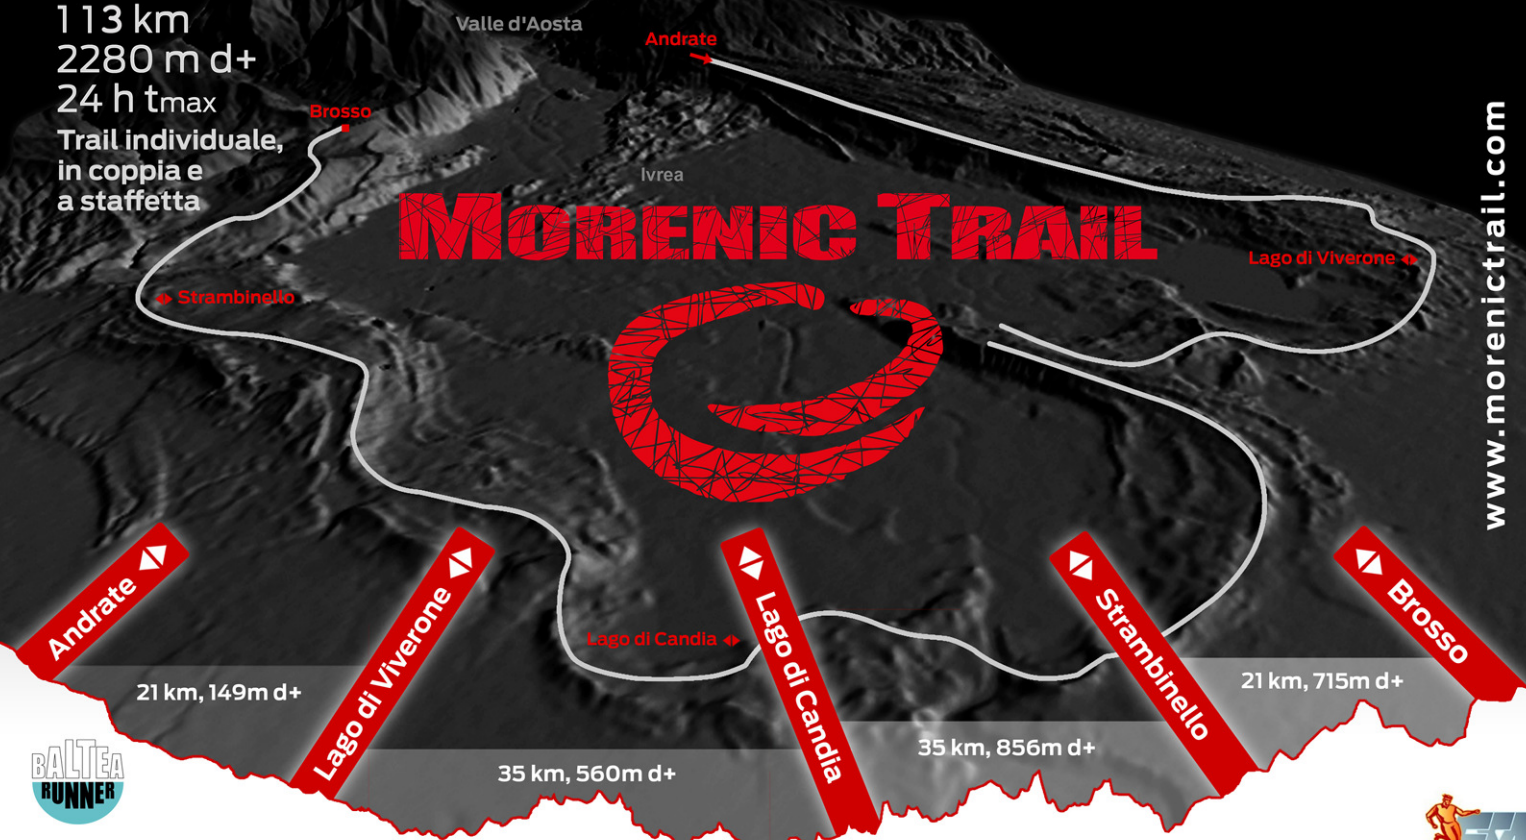 113 km
2280 m d+
24 h tmax
Trail individuale,
in coppia e
a staffetta
Valle d'Aosta
Andrate
Brosso
Ivrea
MORENIC TRAIL
Lago di Viverone
Strambinello
Lago di Candia
www.morenictrail.com
Andrate
Lago di Viverone
Lago di Candia
Strambinello
Brosso
21 km, 149m d+
35 km, 560m d+
35 km, 856m d+
21 km, 715m d+
BALTEA
RUNNER